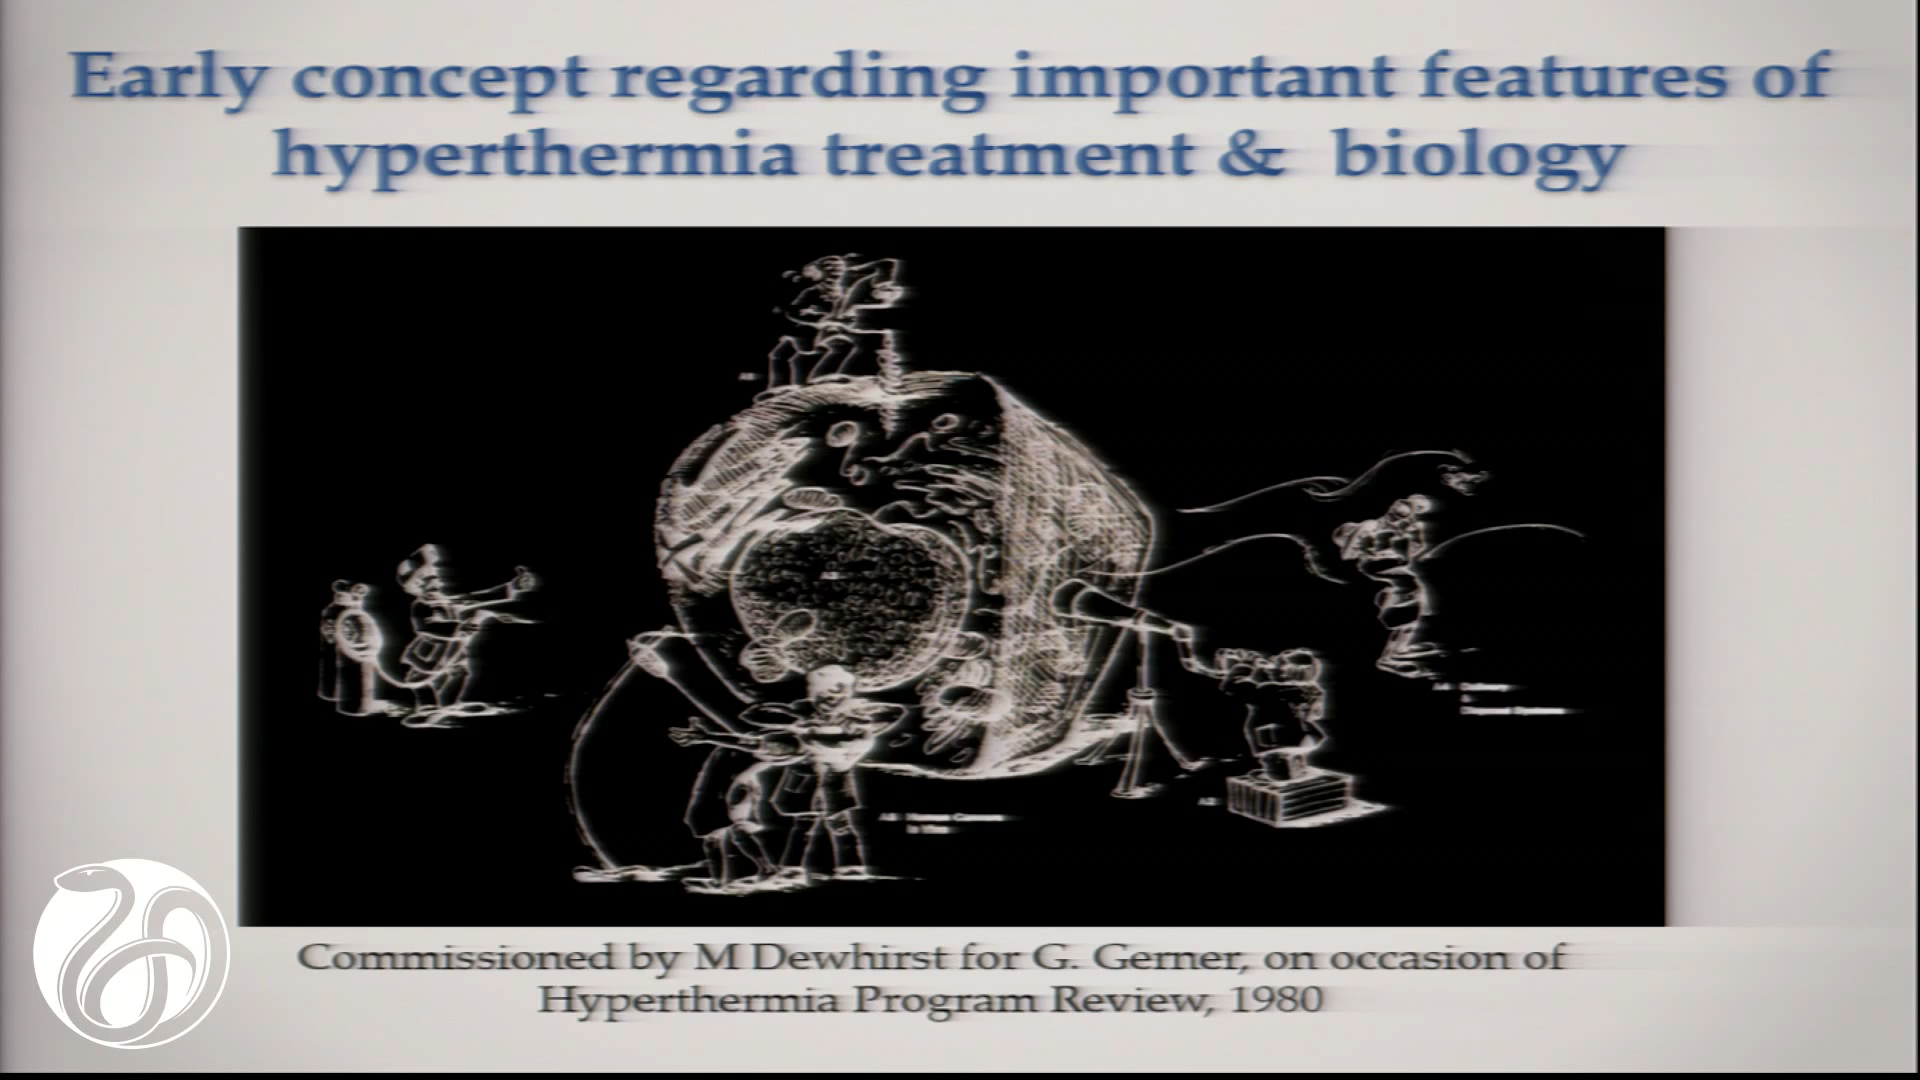 Early concept regarding important features of
hyperthermia treatment & biology
Delivery
&
Commissioned by M Dewhirst for G. Gerner, on occasion of
Hyperthermia Program Review, 1980